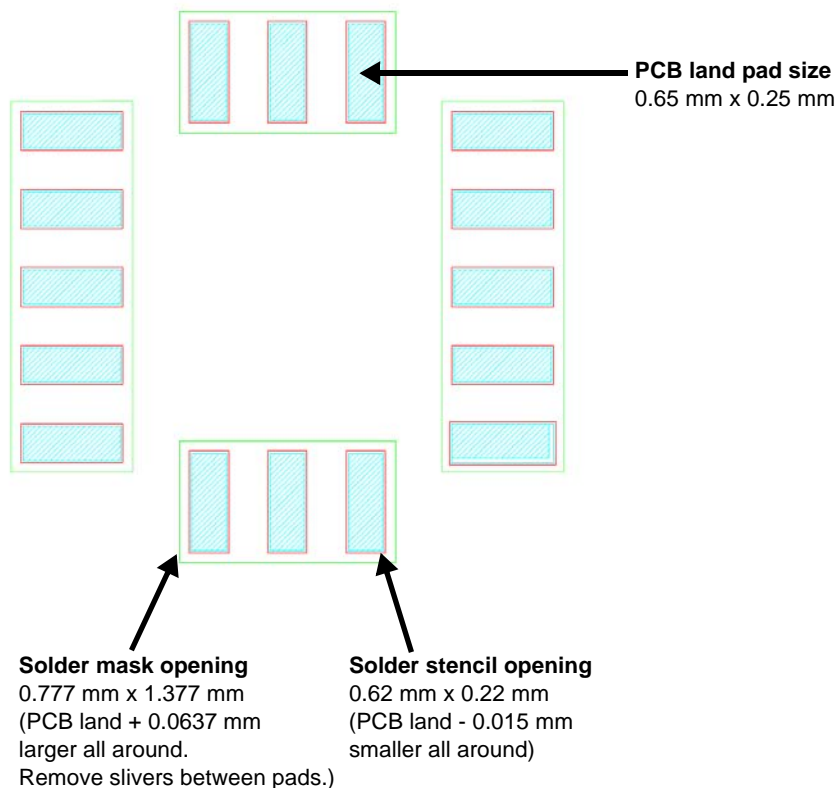 PCB land pad size
0.65 mm x 0.25 mm
Solder mask opening
0.777 mm x 1.377 mm
(PCB land + 0.0637 mm
larger all around.
Remove slivers between pads.)
Solder stencil opening
0.62 mm x 0.22 mm
(PCB land - 0.015 mm
smaller all around)